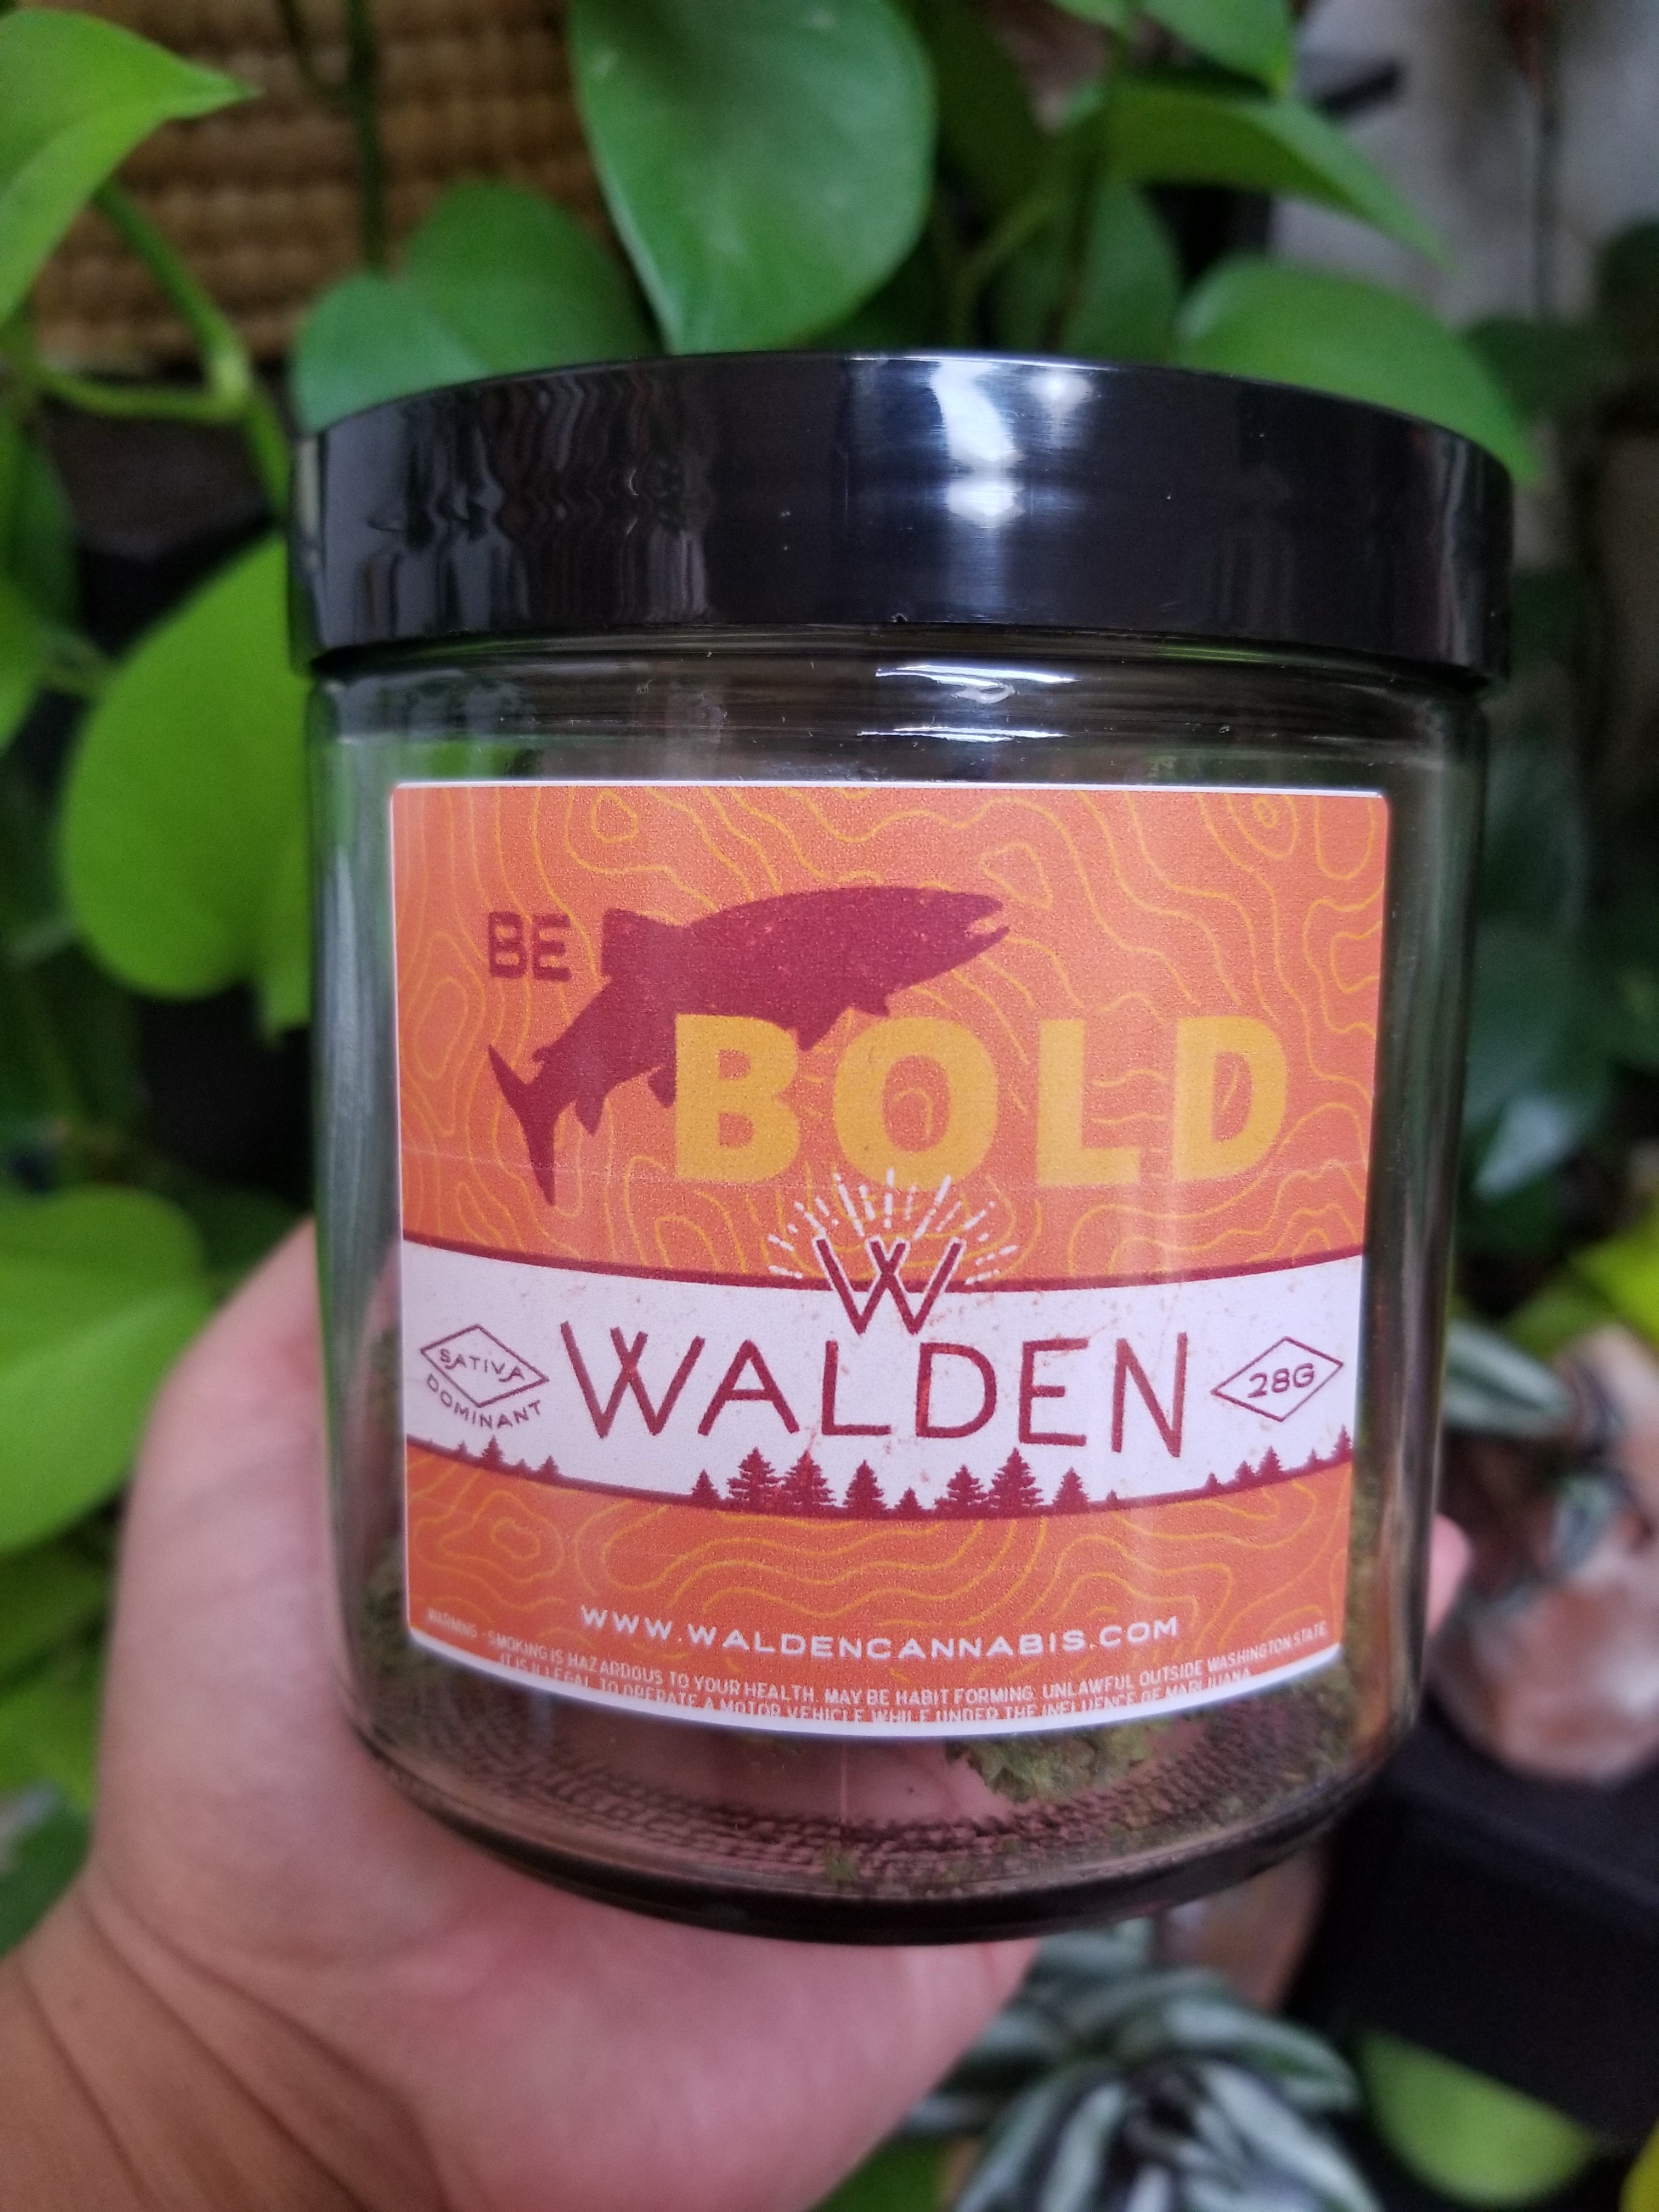 BE
BOLD
W
SATIVA
DOMINANT
WALDEN
28G
WWW.WALDENCANNABIS.COM
WARNING - SMOKING IS HAZARDOUS TO YOUR HEALTH. MAY BE HABIT FORMING. UNLAWFUL OUTSIDE WASHINGTON STATE.
IT IS ILLEGAL TO OPERATE A MOTOR VEHICLE WHILE UNDER THE INFLUENCE OF MARIJUANA.